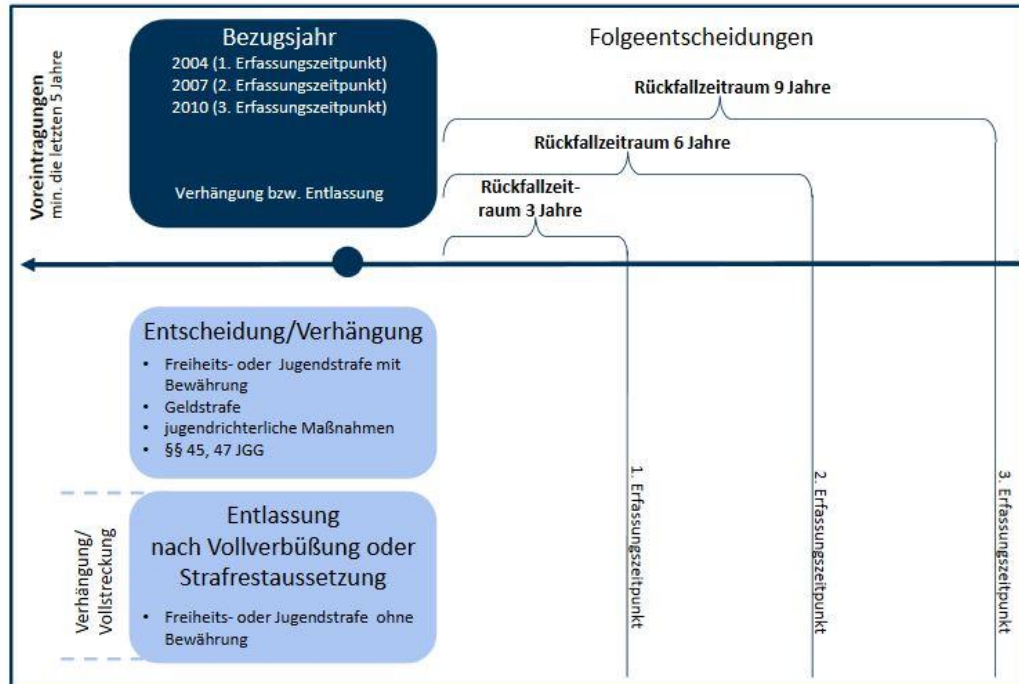 Voreintragungen
min. die letzten 5 Jahre
Bezugsjahr
2004 (1. Erfassungszeitpunkt)
2007 (2. Erfassungszeitpunkt)
2010 (3. Erfassungszeitpunkt)
Verhängung bzw. Entlassung
Folgeentscheidungen
Rückfallzeitraum 9 Jahre
Rückfallzeitraum 6 Jahre
Rückfallzeit-
raum 3 Jahre
Entscheidung/Verhängung
• Freiheits- oder Jugendstrafe mit
Bewährung
• Geldstrafe
• jugendrichterliche Maßnahmen
• §§ 45, 47 JGG
Verhängung/
Vollstreckung
Entlassung
nach Vollverbüßung oder
Strafrestaussetzung
• Freiheits- oder Jugendstrafe ohne
Bewährung
1. Erfassungszeitpunkt
2. Erfassungszeitpunkt
3. Erfassungszeitpunkt